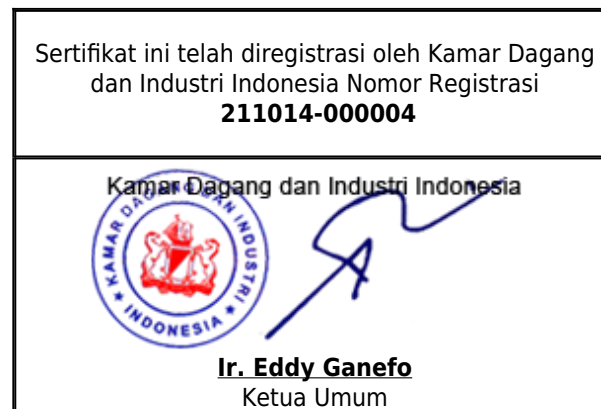 Sertifikat ini telah diregistrasi oleh Kamar Dagang
dan Industri Indonesia Nomor Registrasi
211014-000004
Kamar Dagang dan Industri Indonesia
KAMAR DAGANG DAN INDUSTRI
INDONESIA
Ir. Eddy Ganefo
Ketua Umum